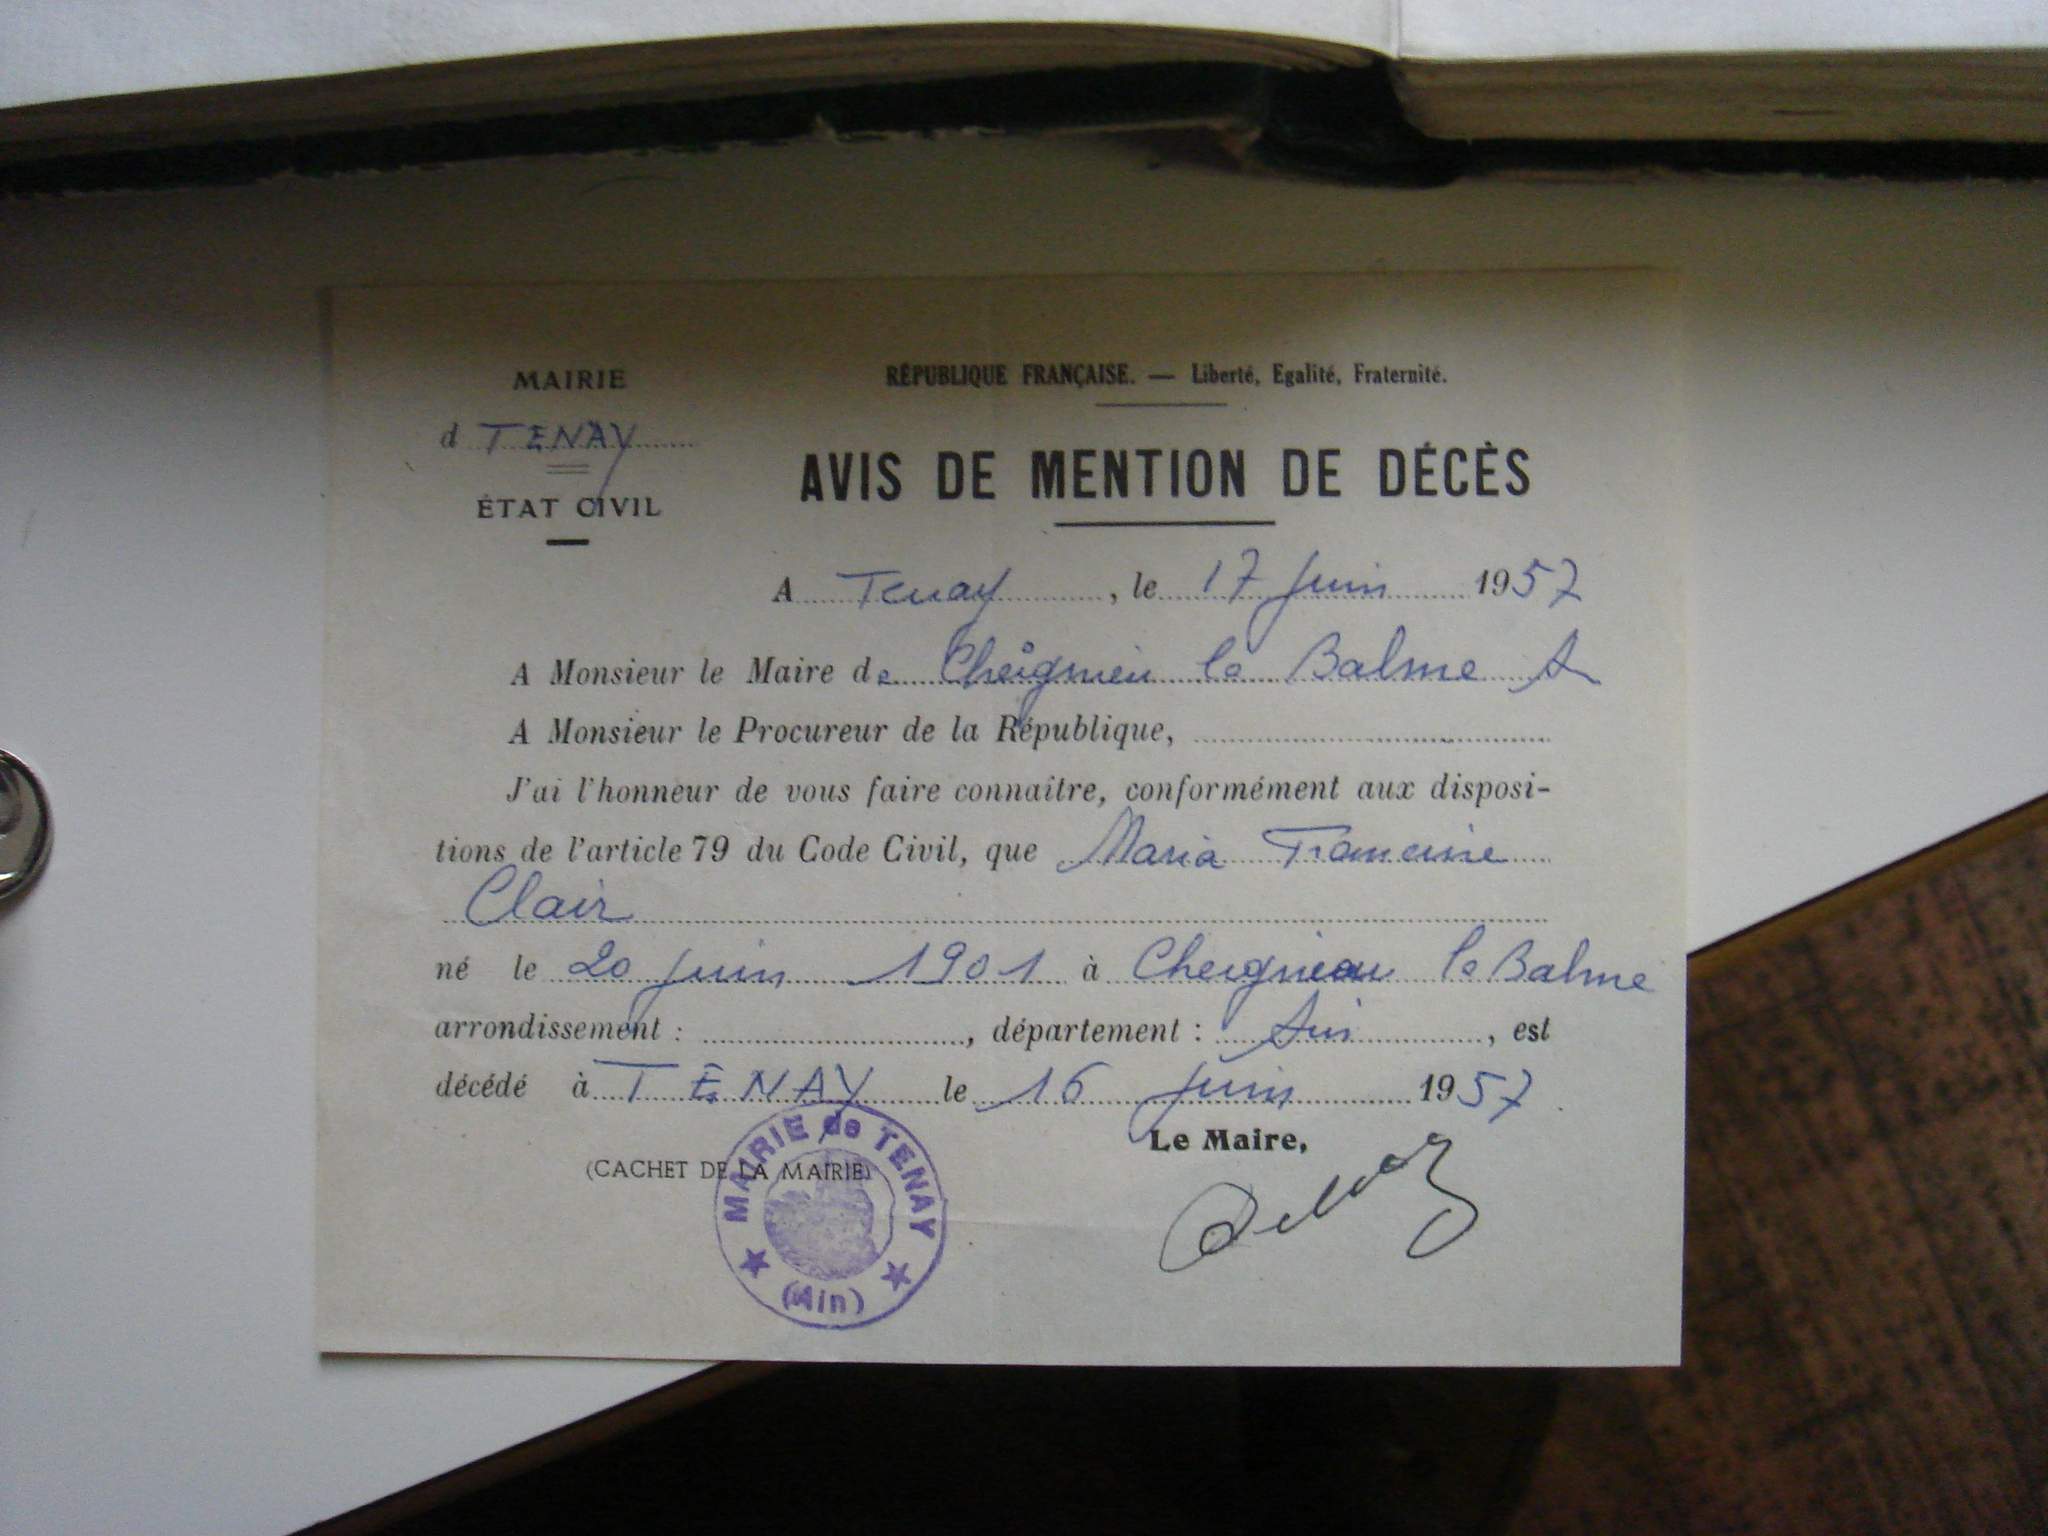 MAIRIE
d TENAY
ÉTAT CIVIL
RÉPUBLIQUE FRANÇAISE. — Liberté, Egalité, Fraternité.
AVIS DE MENTION DE DÉCÈS
A Tenay, le 17 juin 1957
A Monsieur le Maire de Cheignieu la Balme
A Monsieur le Procureur de la République,
J'ai l'honneur de vous faire connaître, conformément aux disposi-
tions de l'article 79 du Code Civil, que Maria Francine
Clair
né le 20 juin 1901 à Cheignieu la Balme
arrondissement : , département : Ain, est
décédé à TENAY le 16 juin 1957
Le Maire,
(CACHET DE LA MAIRIE)
MAIRIE de TENAY
(Ain)